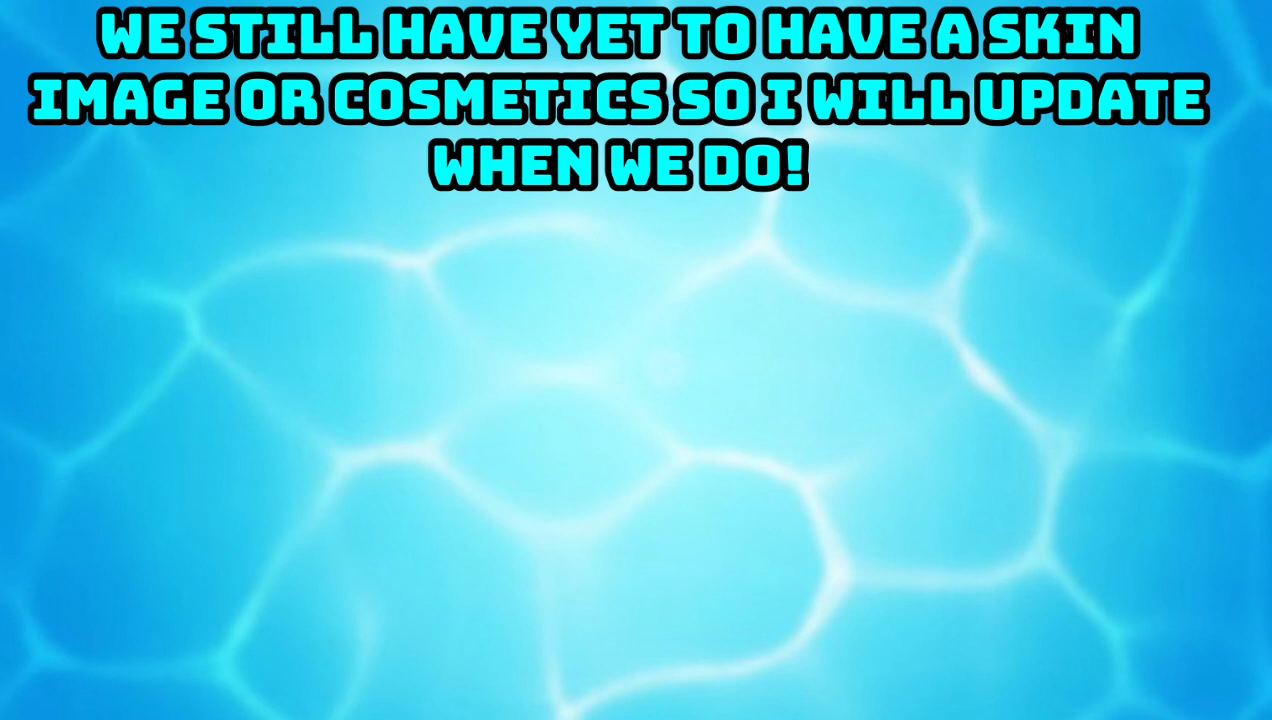 WE STILL HAVE YET TO HAVE A SKIN
IMAGE OR COSMETICS SO I WILL UPDATE
WHEN WE DO!